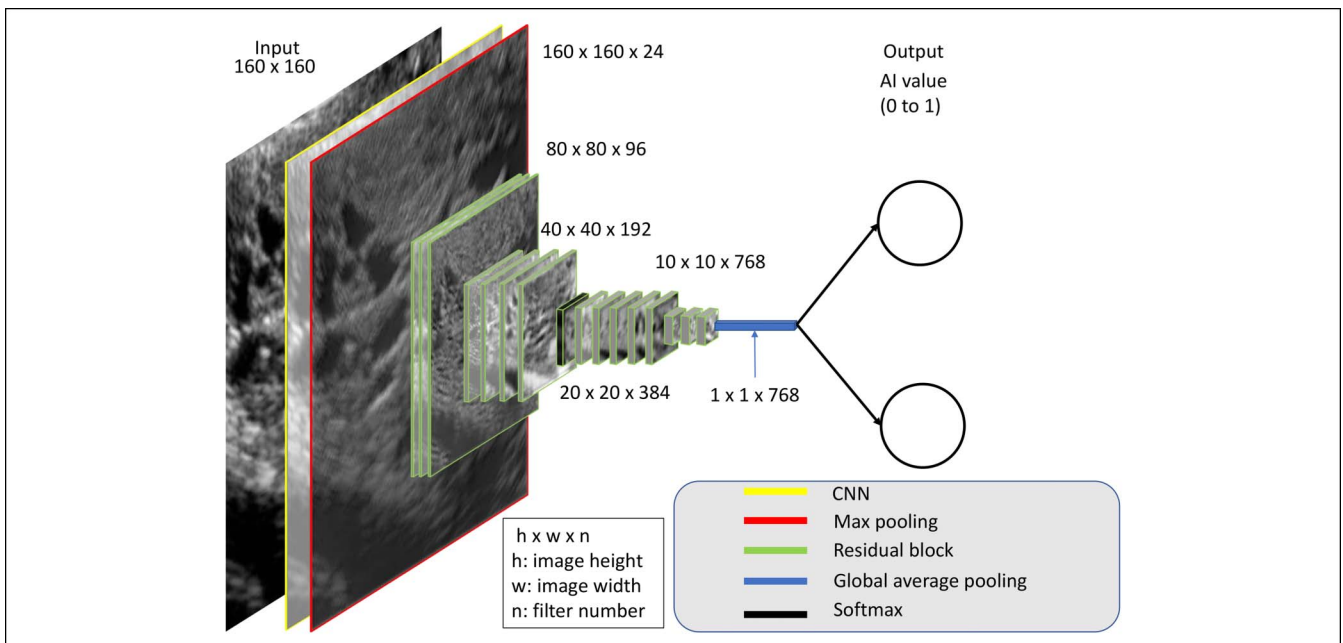 Input
160 x 160
160 x 160 x 24
80 x 80 x 96
40 x 40 x 192
20 x 20 x 384
10 x 10 x 768
1 x 1 x 768
Output
AI value
(0 to 1)
h x w x n
h: image height
w: image width
n: filter number
CNN
Max pooling
Residual block
Global average pooling
Softmax